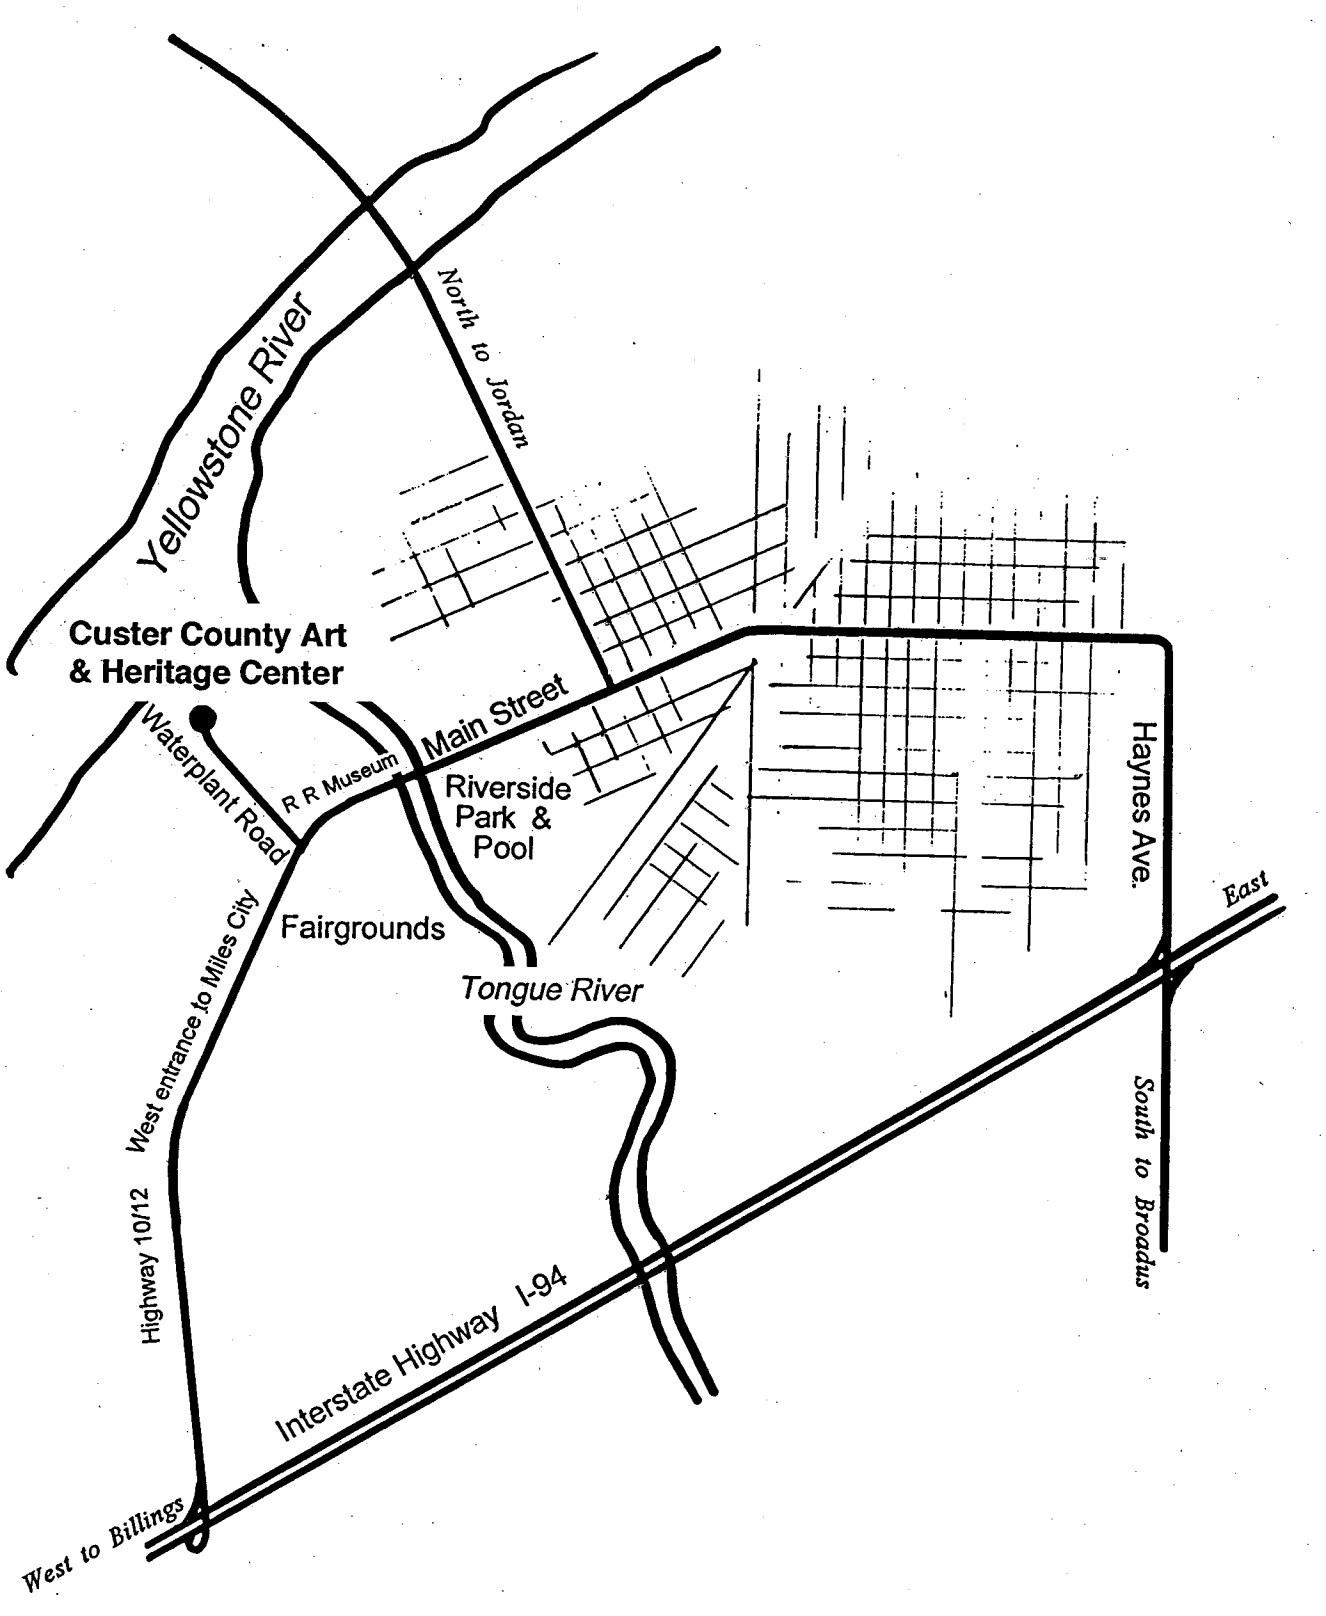 North to Jordan
Yellowstone River
Custer County Art
& Heritage Center
Waterplant Road
R R Museum
Main Street
Riverside
Park &
Pool
Haynes Ave.
East
Fairgrounds
Tongue River
West entrance to Miles City
Highway 10/12
South to Broadus
Interstate Highway I-94
West to Billings